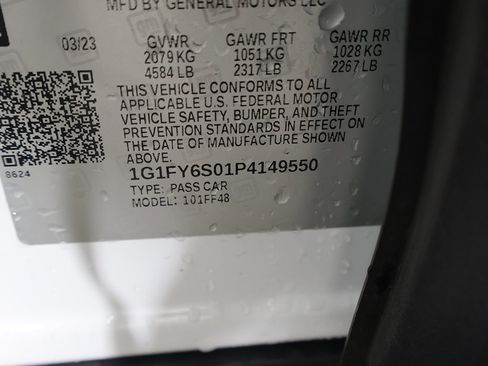 MFD BY GENERAL MOTORS LLC
03/23 GVWR GAWR FRT GAWR RR
2079 KG 1051 KG 1028 KG
4584 LB 2317 LB 2267 LB
THIS VEHICLE CONFORMS TO ALL
APPLICABLE U.S. FEDERAL MOTOR
VEHICLE SAFETY, BUMPER, AND THEFT
PREVENTION STANDARDS IN EFFECT ON
THE DATE OF MANUFACTURE SHOWN
ABOVE.
8624
1G1FY6S01P4149550
TYPE: PASS CAR
MODEL: 101FF48